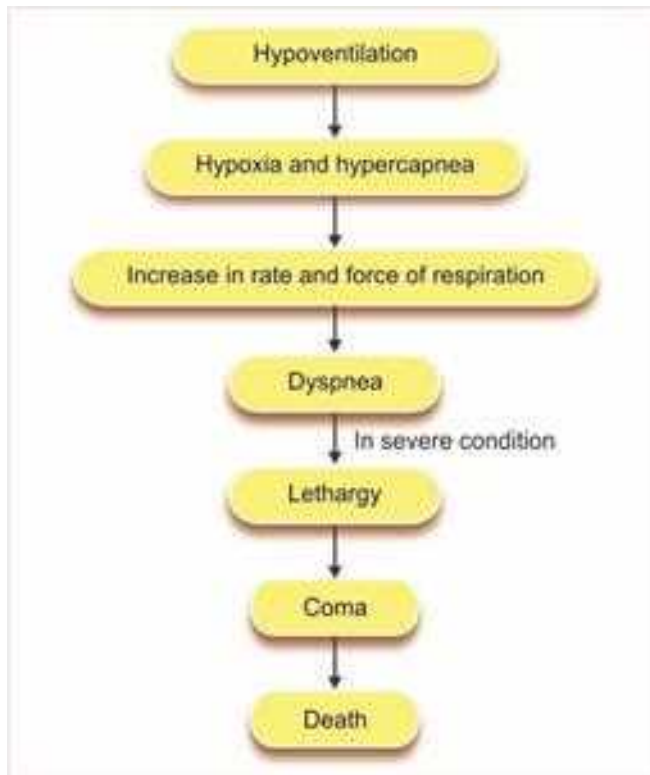 Hypoventilation
Hypoxia and hypercapnea
Increase in rate and force of respiration
Dyspnea
In severe condition
Lethargy
Coma
Death